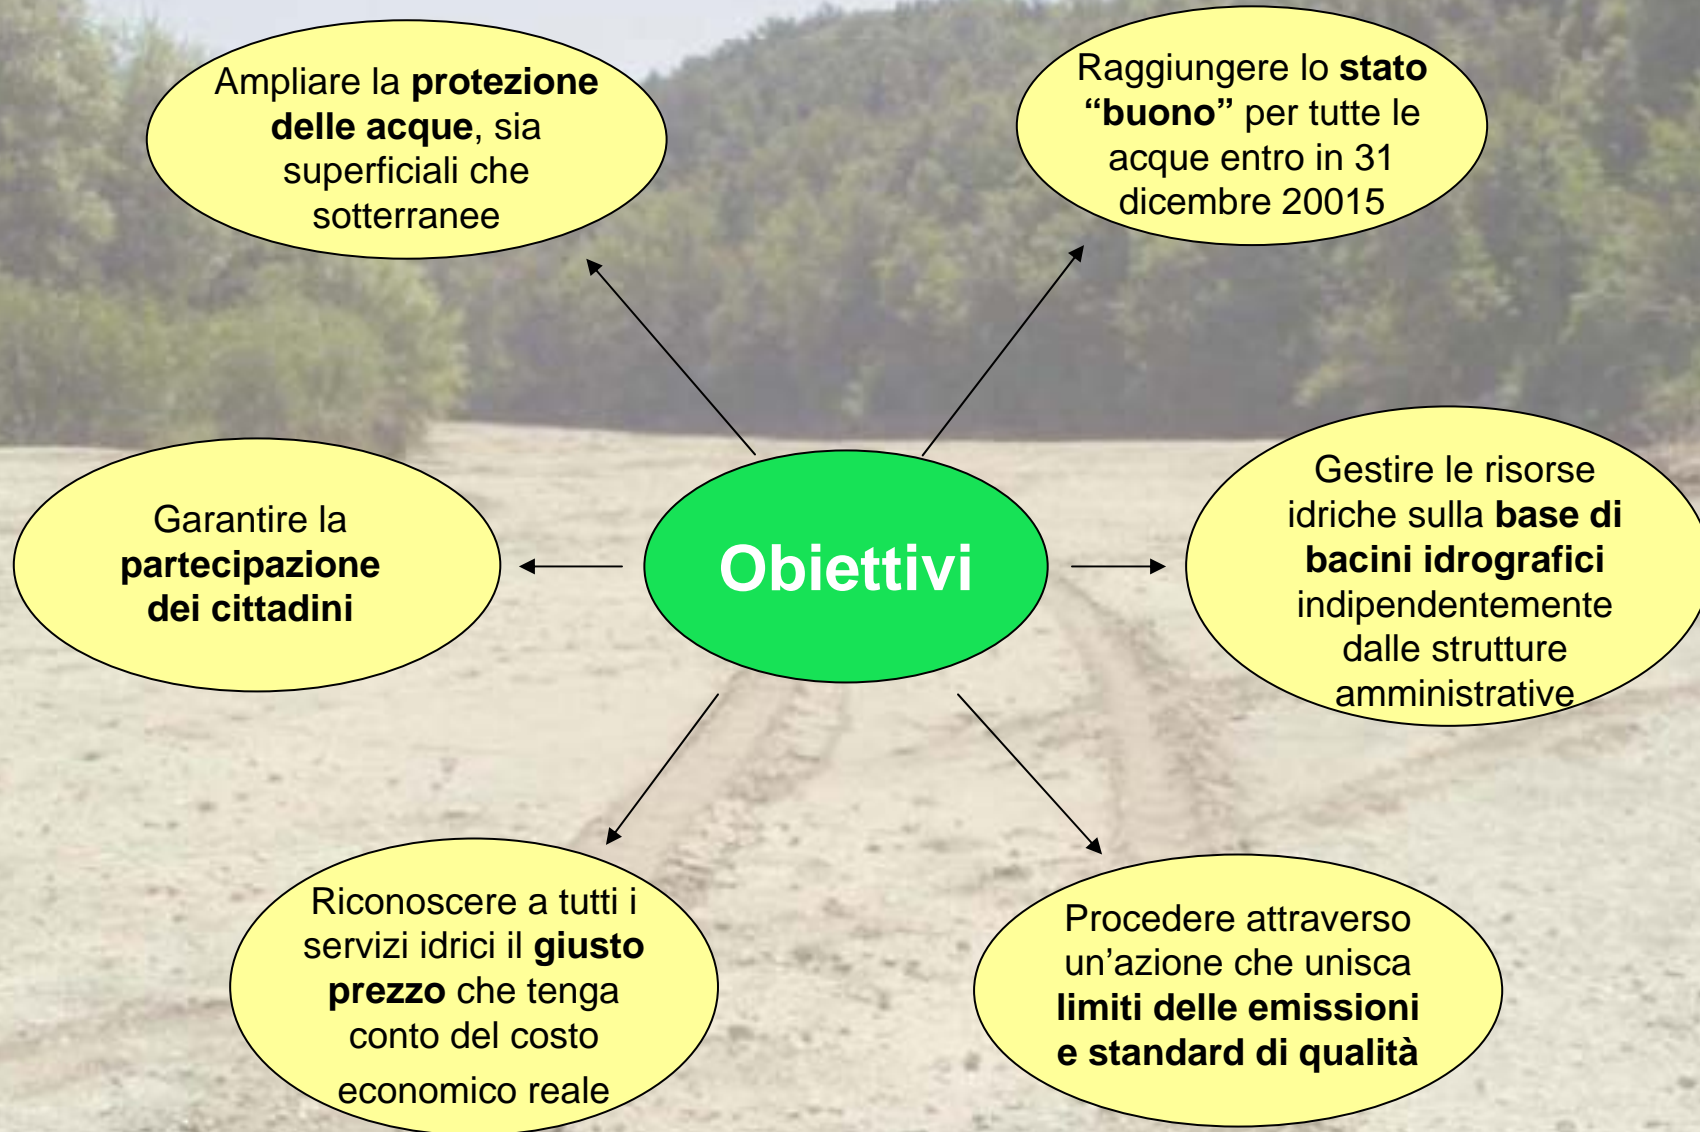 Ampliare la protezione
delle acque, sia
superficiali che
sotterranee
Raggiungere lo stato
“buono” per tutte le
acque entro in 31
dicembre 20015
Garantire la
partecipazione
dei cittadini
Obiettivi
Gestire le risorse
idriche sulla base di
bacini idrografici
indipendentemente
dalle strutture
amministrative
Riconoscere a tutti i
servizi idrici il giusto
prezzo che tenga
conto del costo
economico reale
Procedere attraverso
un’azione che unisca
limiti delle emissioni
e standard di qualità